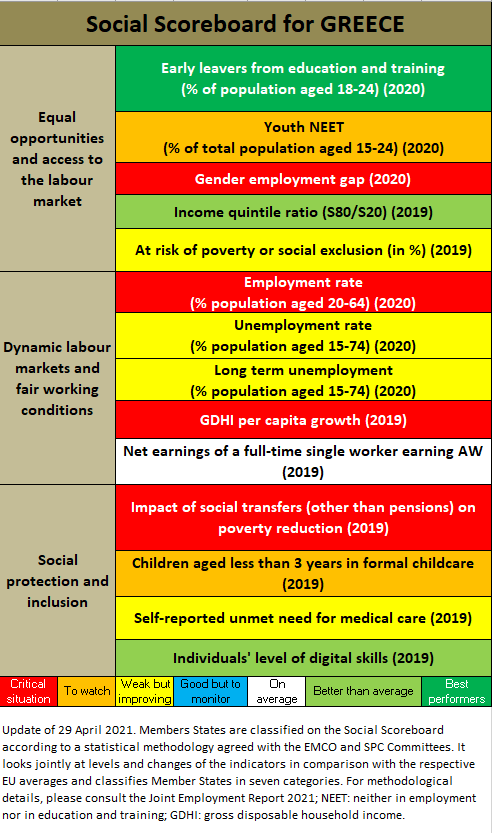 Social Scoreboard for GREECE
Equal
opportunities
and access to
the labour
market
Early leavers from education and training
(% of population aged 18-24) (2020)
Youth NEET
(% of total population aged 15-24) (2020)
Gender employment gap (2020)
Income quintile ratio (S80/S20) (2019)
At risk of poverty or social exclusion (in %) (2019)
Dynamic labour
markets and
fair working
conditions
Employment rate
(% population aged 20-64) (2020)
Unemployment rate
(% population aged 15-74) (2020)
Long term unemployment
(% population aged 15-74) (2020)
GDHI per capita growth (2019)
Net earnings of a full-time single worker earning AW
(2019)
Social
protection and
inclusion
Impact of social transfers (other than pensions) on
poverty reduction (2019)
Children aged less than 3 years in formal childcare
(2019)
Self-reported unmet need for medical care (2019)
Individuals' level of digital skills (2019)
Critical
situation
To watch
Weak but
improving
Good but to
monitor
On
average
Better than average
Best
performers
Update of 29 April 2021. Members States are classified on the Social Scoreboard
according to a statistical methodology agreed with the EMCO and SPC Committees. It
looks jointly at levels and changes of the indicators in comparison with the respective
EU averages and classifies Member States in seven categories. For methodological
details, please consult the Joint Employment Report 2021; NEET: neither in employment
nor in education and training; GDHI: gross disposable household income.